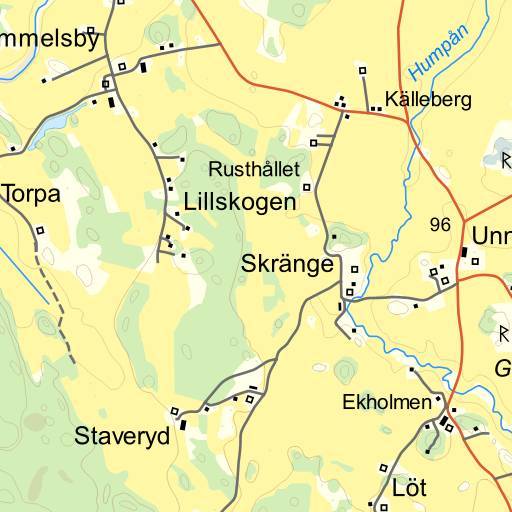 mmelsby
Humpån
Källeberg
Rusthållet
Torpa
Lillskogen
96
Unn
Skränge
G
Ekholmen
Staveryd
Löt